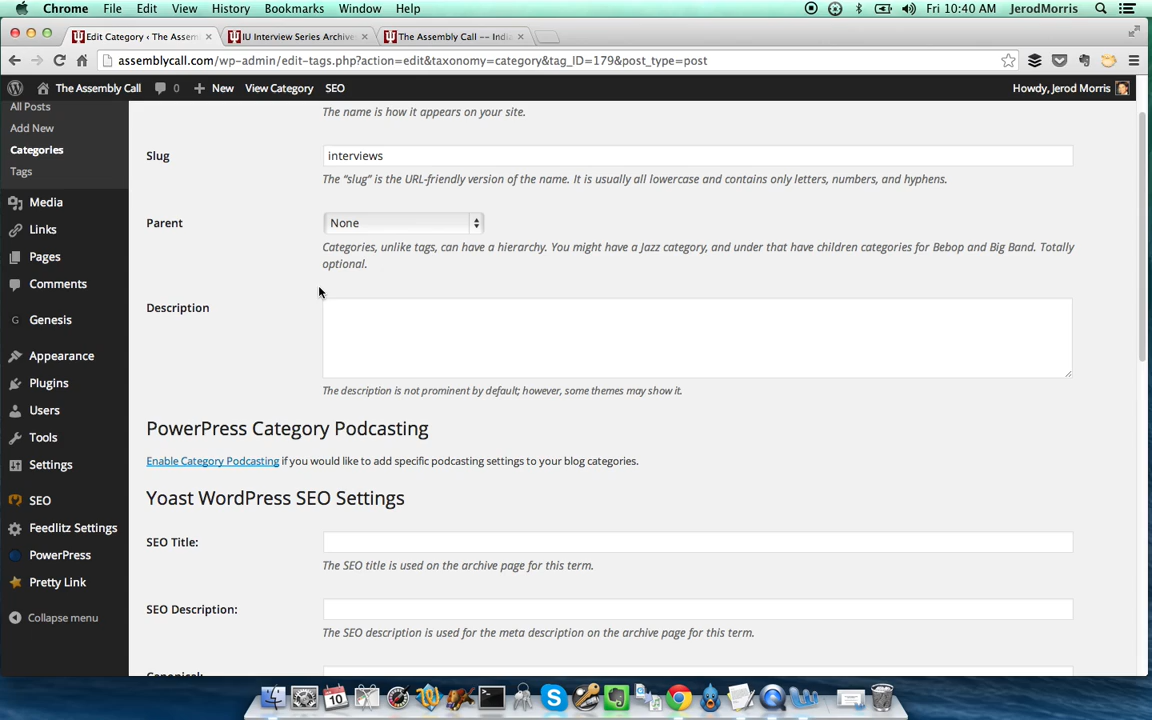 Chrome File Edit View History Bookmarks Window Help Fri 10:40 AM JerodMorris
Edit Category ‹ The Assem × IU Interview Series Archive × The Assembly Call -- India ×
assemblycall.com/wp-admin/edit-tags.php?action=edit&taxonomy=category&tag_ID=179&post_type=post
The Assembly Call 0 + New View Category SEO Howdy, Jerod Morris
All Posts
The name is how it appears on your site.
Add New
Categories
Tags
Slug interviews
The “slug” is the URL-friendly version of the name. It is usually all lowercase and contains only letters, numbers, and hyphens.
Media
Links
Pages
Comments
Genesis
Appearance
Plugins
Users
Tools
Settings
SEO
Feedlitz Settings
PowerPress
Pretty Link
Collapse menu
Parent None
Categories, unlike tags, can have a hierarchy. You might have a Jazz category, and under that have children categories for Bebop and Big Band. Totally
optional.
Description
The description is not prominent by default; however, some themes may show it.
PowerPress Category Podcasting
Enable Category Podcasting if you would like to add specific podcasting settings to your blog categories.
Yoast WordPress SEO Settings
SEO Title:
The SEO title is used on the archive page for this term.
SEO Description:
The SEO description is used for the meta description on the archive page for this term.
Canonical: